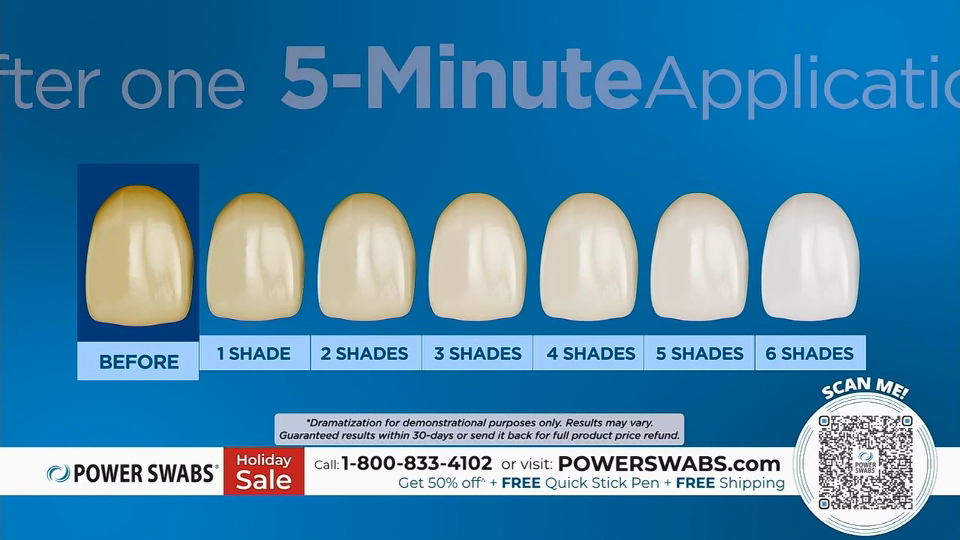 fter one 5-Minute Applicatio
BEFORE
1 SHADE
2 SHADES
3 SHADES
4 SHADES
5 SHADES
6 SHADES
SCAN ME!
*Dramatization for demonstrational purposes only. Results may vary.
Guaranteed results within 30-days or send it back for full product price refund.
POWER SWABS®
Holiday
Sale
Call: 1-800-833-4102 or visit: POWERSWABS.com
Get 50% off^ + FREE Quick Stick Pen + FREE Shipping
POWER
SWABS